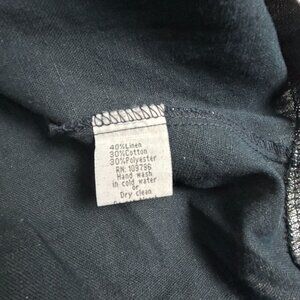 40%Linen
30%Cotton
30%Polyester
RN: 109786
Hand wash
in cold water
or
Dry clean